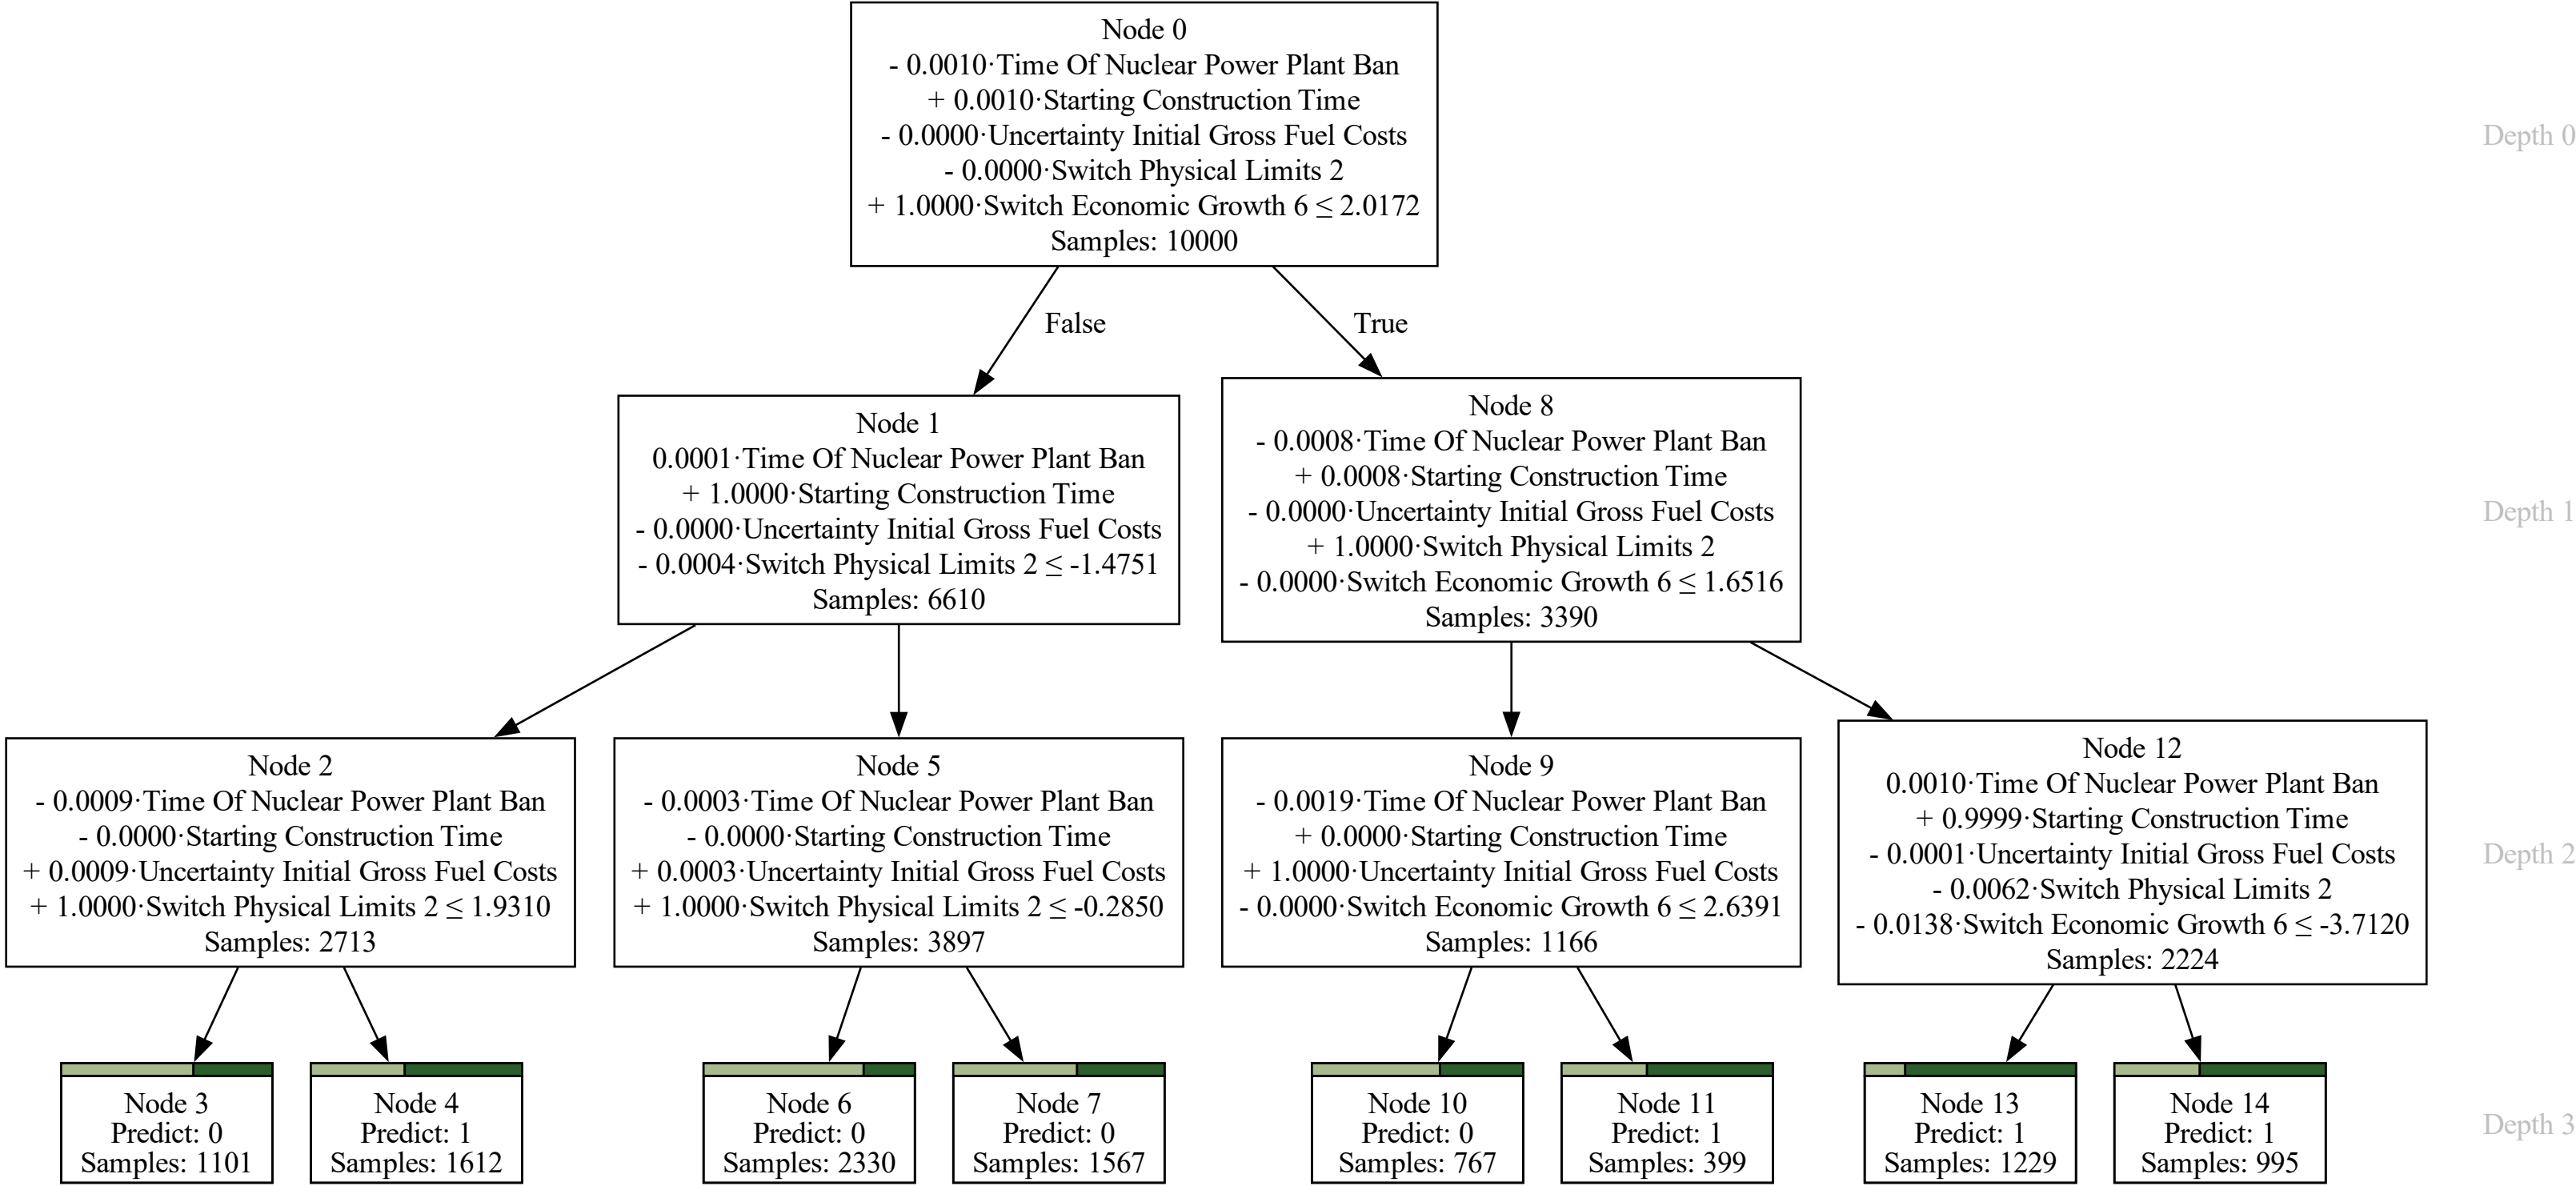 Node 0
- 0.0010·Time Of Nuclear Power Plant Ban
+ 0.0010·Starting Construction Time
- 0.0000·Uncertainty Initial Gross Fuel Costs
- 0.0000·Switch Physical Limits 2
+ 1.0000·Switch Economic Growth 6 ≤ 2.0172
Samples: 10000
Depth 0
False
True
Node 1
0.0001·Time Of Nuclear Power Plant Ban
+ 1.0000·Starting Construction Time
- 0.0000·Uncertainty Initial Gross Fuel Costs
- 0.0004·Switch Physical Limits 2 ≤ -1.4751
Samples: 6610
Node 8
- 0.0008·Time Of Nuclear Power Plant Ban
+ 0.0008·Starting Construction Time
- 0.0000·Uncertainty Initial Gross Fuel Costs
+ 1.0000·Switch Physical Limits 2
- 0.0000·Switch Economic Growth 6 ≤ 1.6516
Samples: 3390
Depth 1
Node 2
- 0.0009·Time Of Nuclear Power Plant Ban
- 0.0000·Starting Construction Time
+ 0.0009·Uncertainty Initial Gross Fuel Costs
+ 1.0000·Switch Physical Limits 2 ≤ 1.9310
Samples: 2713
Node 5
- 0.0003·Time Of Nuclear Power Plant Ban
- 0.0000·Starting Construction Time
+ 0.0003·Uncertainty Initial Gross Fuel Costs
+ 1.0000·Switch Physical Limits 2 ≤ -0.2850
Samples: 3897
Node 9
- 0.0019·Time Of Nuclear Power Plant Ban
+ 0.0000·Starting Construction Time
+ 1.0000·Uncertainty Initial Gross Fuel Costs
- 0.0000·Switch Economic Growth 6 ≤ 2.6391
Samples: 1166
Node 12
0.0010·Time Of Nuclear Power Plant Ban
+ 0.9999·Starting Construction Time
- 0.0001·Uncertainty Initial Gross Fuel Costs
- 0.0062·Switch Physical Limits 2
- 0.0138·Switch Economic Growth 6 ≤ -3.7120
Samples: 2224
Depth 2
Node 3
Predict: 0
Samples: 1101
Node 4
Predict: 1
Samples: 1612
Node 6
Predict: 0
Samples: 2330
Node 7
Predict: 0
Samples: 1567
Node 10
Predict: 0
Samples: 767
Node 11
Predict: 1
Samples: 399
Node 13
Predict: 1
Samples: 1229
Node 14
Predict: 1
Samples: 995
Depth 3